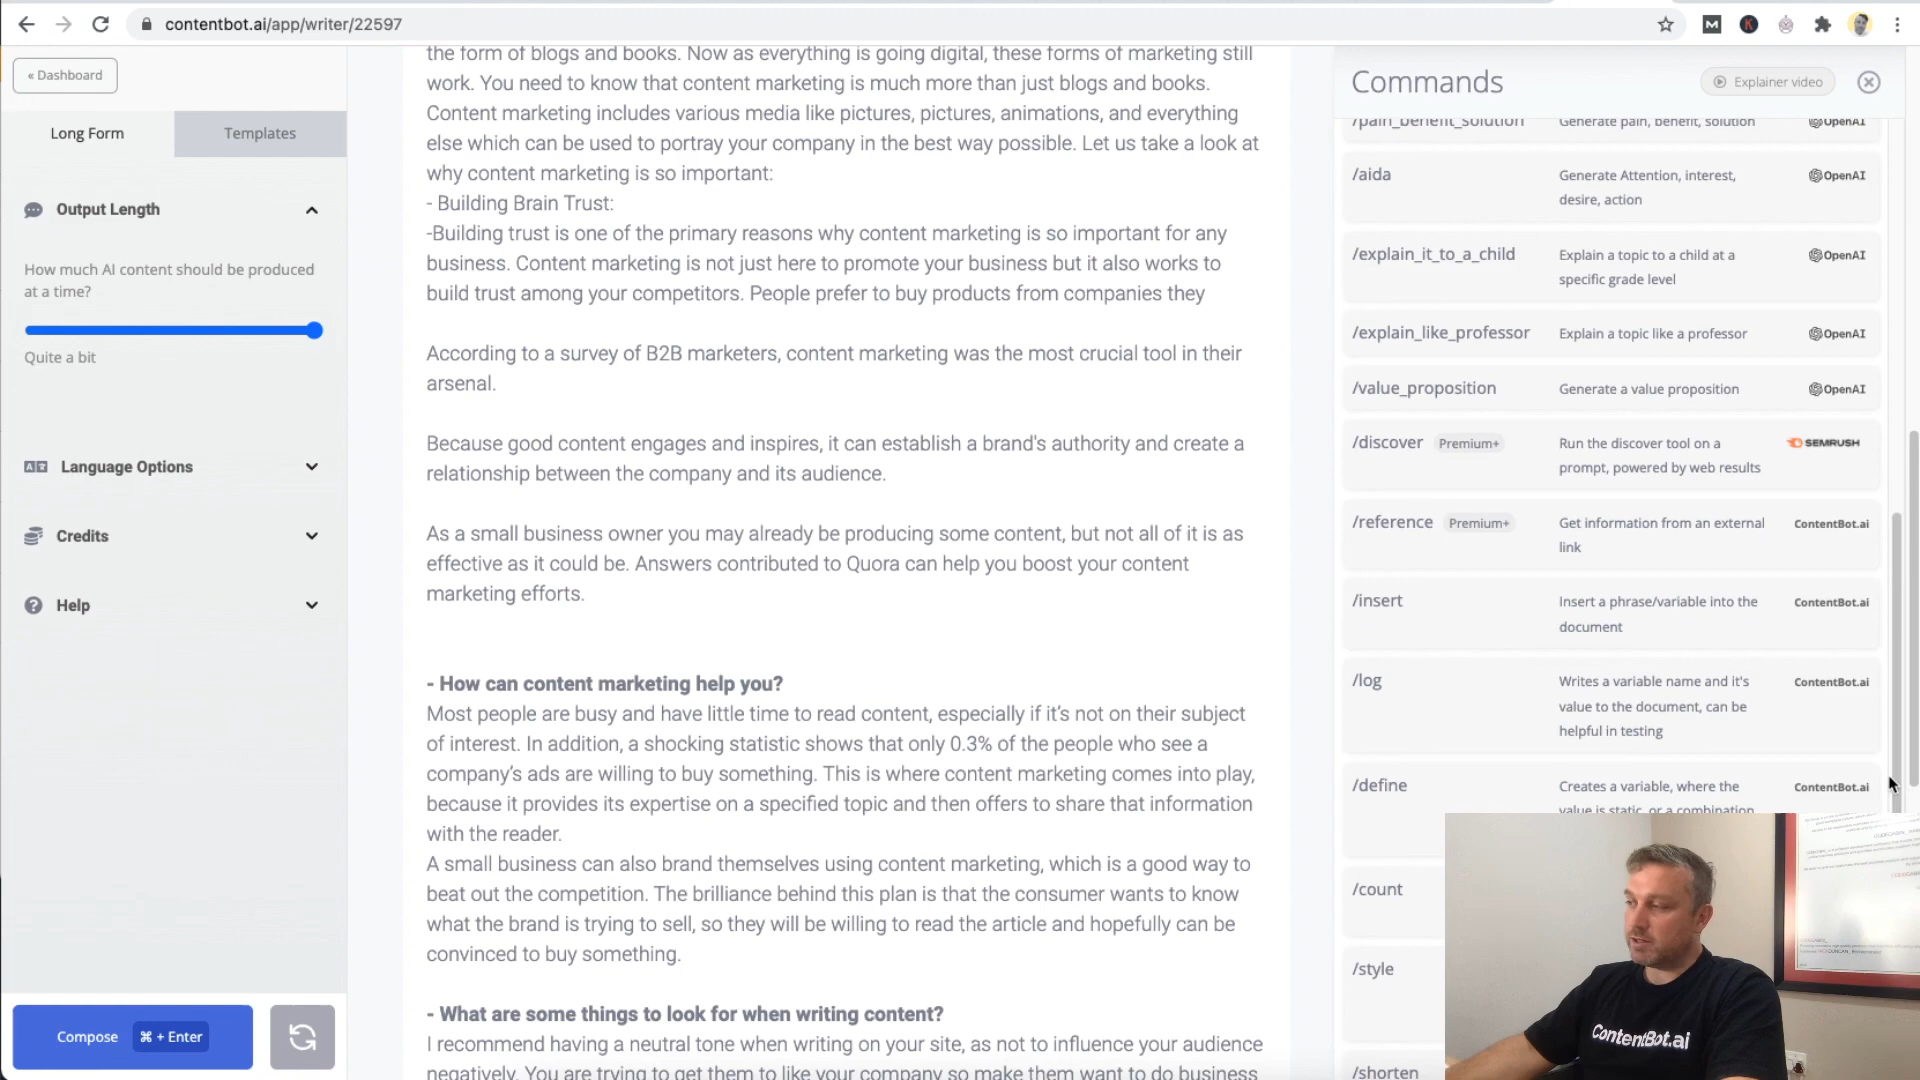 contentbot.ai/app/writer/22597
« Dashboard
Long Form
Templates
Output Length
How much AI content should be produced
at a time?
Quite a bit
Language Options
Credits
Help
Compose
⌘ + Enter
the form of blogs and books. Now as everything is going digital, these forms of marketing still
work. You need to know that content marketing is much more than just blogs and books.
Content marketing includes various media like pictures, pictures, animations, and everything
else which can be used to portray your company in the best way possible. Let us take a look at
why content marketing is so important:
- Building Brain Trust:
-Building trust is one of the primary reasons why content marketing is so important for any
business. Content marketing is not just here to promote your business but it also works to
build trust among your competitors. People prefer to buy products from companies they
According to a survey of B2B marketers, content marketing was the most crucial tool in their
arsenal.
Because good content engages and inspires, it can establish a brand's authority and create a
relationship between the company and its audience.
As a small business owner you may already be producing some content, but not all of it is as
effective as it could be. Answers contributed to Quora can help you boost your content
marketing efforts.
- How can content marketing help you?
Most people are busy and have little time to read content, especially if it's not on their subject
of interest. In addition, a shocking statistic shows that only 0.3% of the people who see a
company's ads are willing to buy something. This is where content marketing comes into play,
because it provides its expertise on a specified topic and then offers to share that information
with the reader.
A small business can also brand themselves using content marketing, which is a good way to
beat out the competition. The brilliance behind this plan is that the consumer wants to know
what the brand is trying to sell, so they will be willing to read the article and hopefully can be
convinced to buy something.
- What are some things to look for when writing content?
I recommend having a neutral tone when writing on your site, as not to influence your audience
negatively. You are trying to get them to like your company so make them want to do business
Commands
Explainer video
/pain_benefit_solution Generate pain, benefit, solution OpenAI
/aida Generate Attention, interest, OpenAI
desire, action
/explain_it_to_a_child Explain a topic to a child at a OpenAI
specific grade level
/explain_like_professor Explain a topic like a professor OpenAI
/value_proposition Generate a value proposition OpenAI
/discover Premium+ Run the discover tool on a SEMRUSH
prompt, powered by web results
/reference Premium+ Get information from an external ContentBot.ai
link
/insert Insert a phrase/variable into the ContentBot.ai
document
/log Writes a variable name and it's ContentBot.ai
value to the document, can be
helpful in testing
/define Creates a variable, where the ContentBot.ai
value is static, or a combination
/count
/style
/shorten
ContentBot.ai